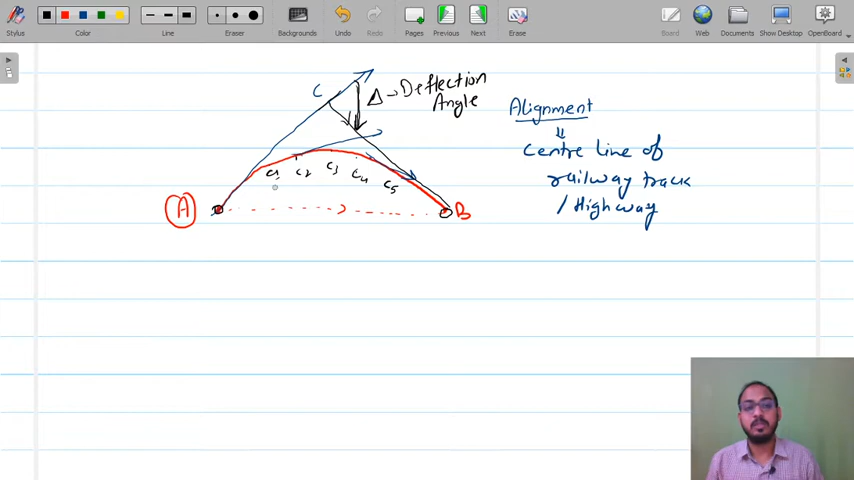 Stylus
Color
Line
Eraser
Backgrounds
Undo
Redo
Pages
Previous
Next
Erase
Board
Web
Documents
Show Desktop
OpenBoard
C
Δ → Deflection
Angle
Alignment
⇓
Centre line of
railway track
/ Highway
c1
c2
c3
c4
c5
A
B